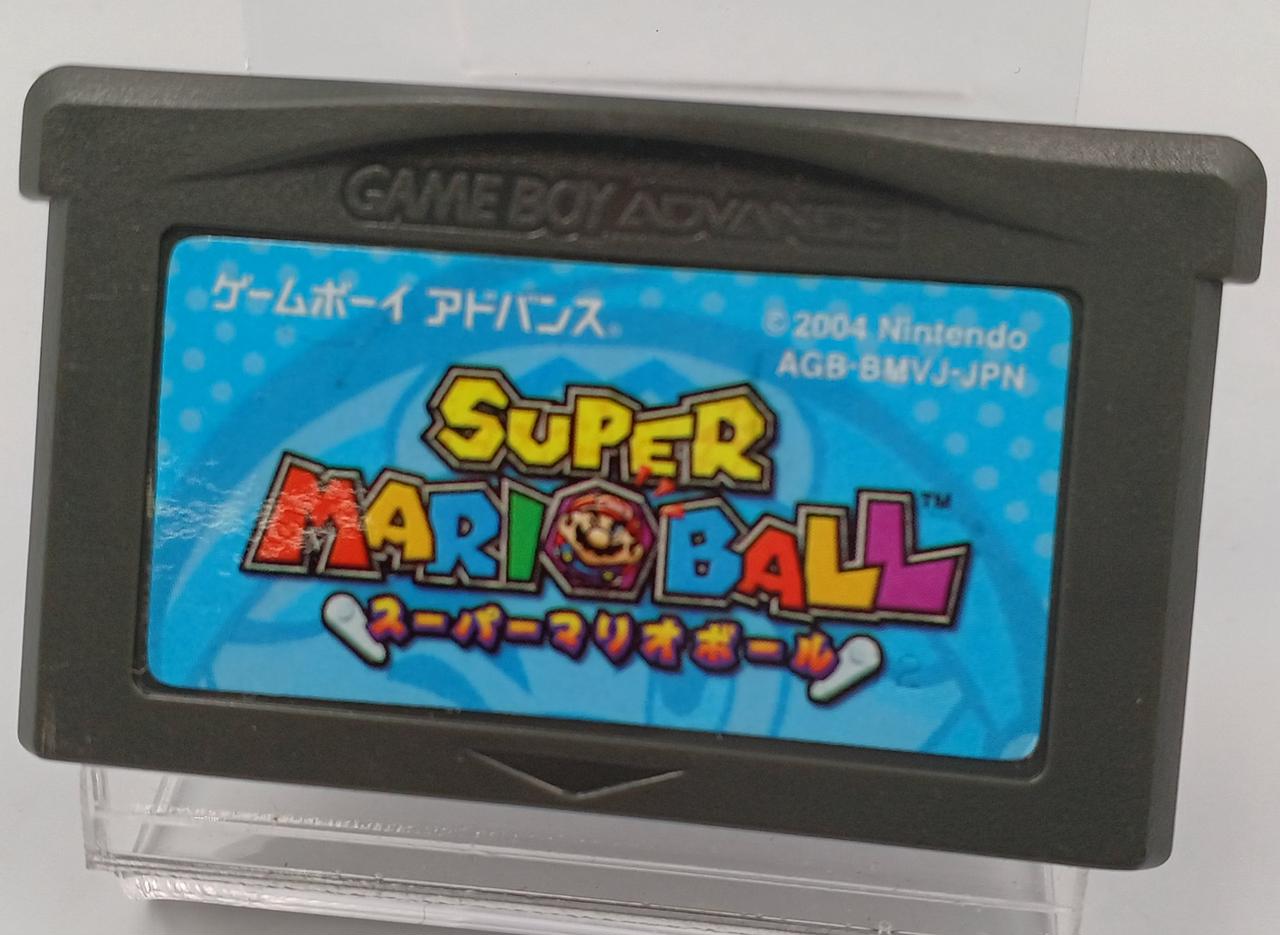 GAME BOY ADVANCE
ゲームボーイ アドバンス®
©2004 Nintendo
AGB-BMVJ-JPN
SUPER
MARIO BALL™
スーパーマリオボール